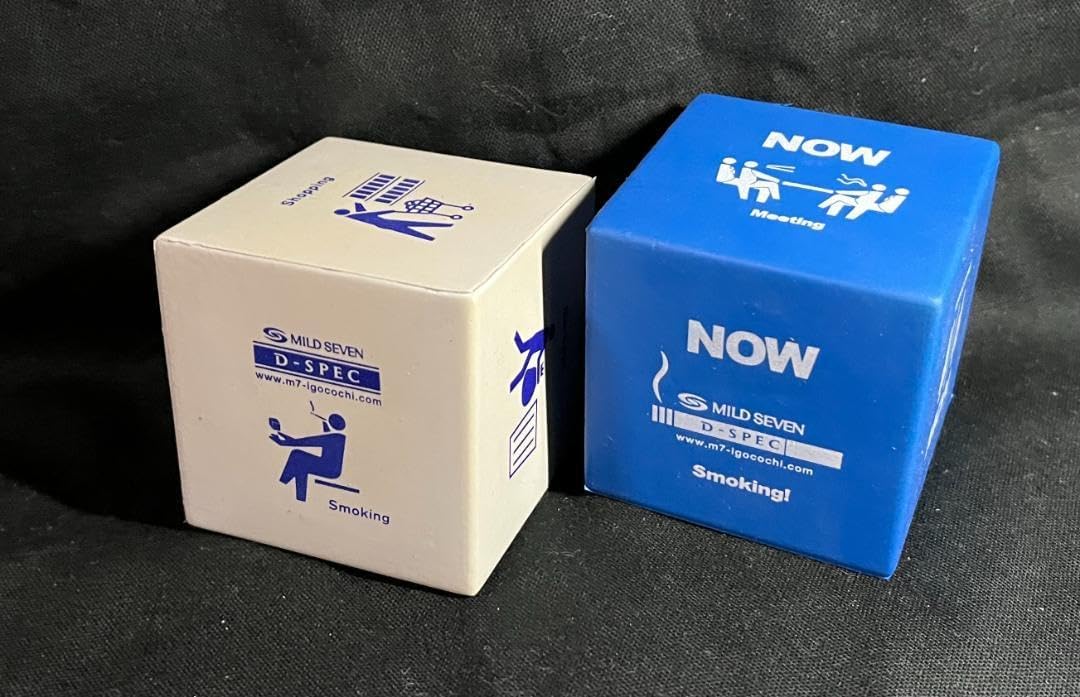 Shopping
MILD SEVEN
D-SPEC
www.m7-igocochi.com
Smoking
NOW
Meeting
NOW
MILD SEVEN
D-SPEC
www.m7-igocochi.com
Smoking!